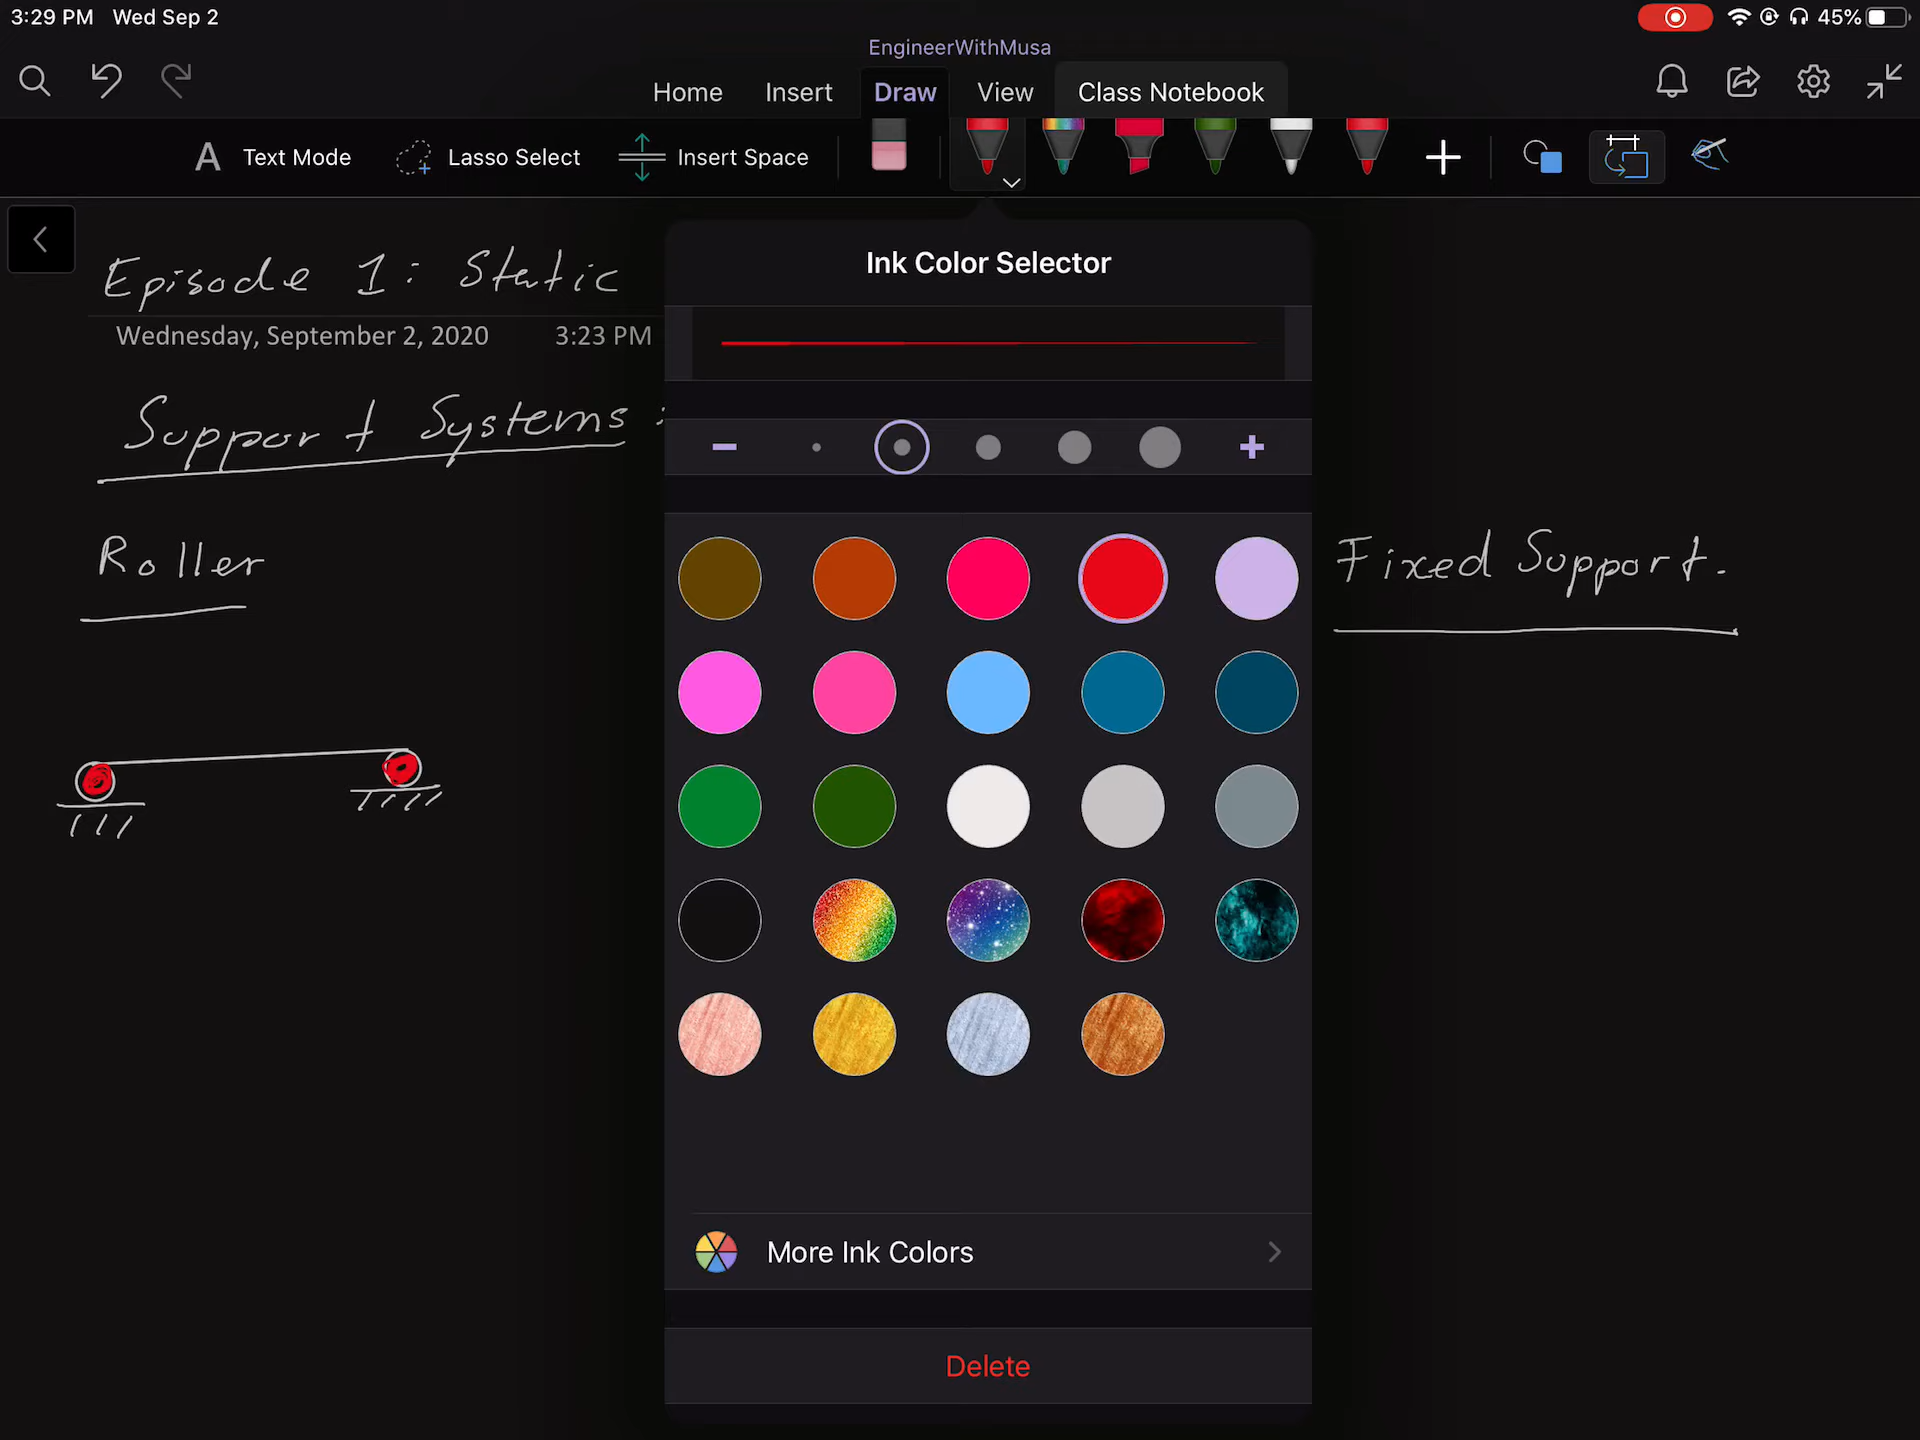 3:29 PM Wed Sep 2 45%
EngineerWithMusa
Home Insert Draw View Class Notebook
A Text Mode Lasso Select Insert Space
Ink Color Selector
Episode 1: Static
Wednesday, September 2, 2020 3:23 PM
Support Systems:
Roller
Fixed Support.
More Ink Colors
Delete